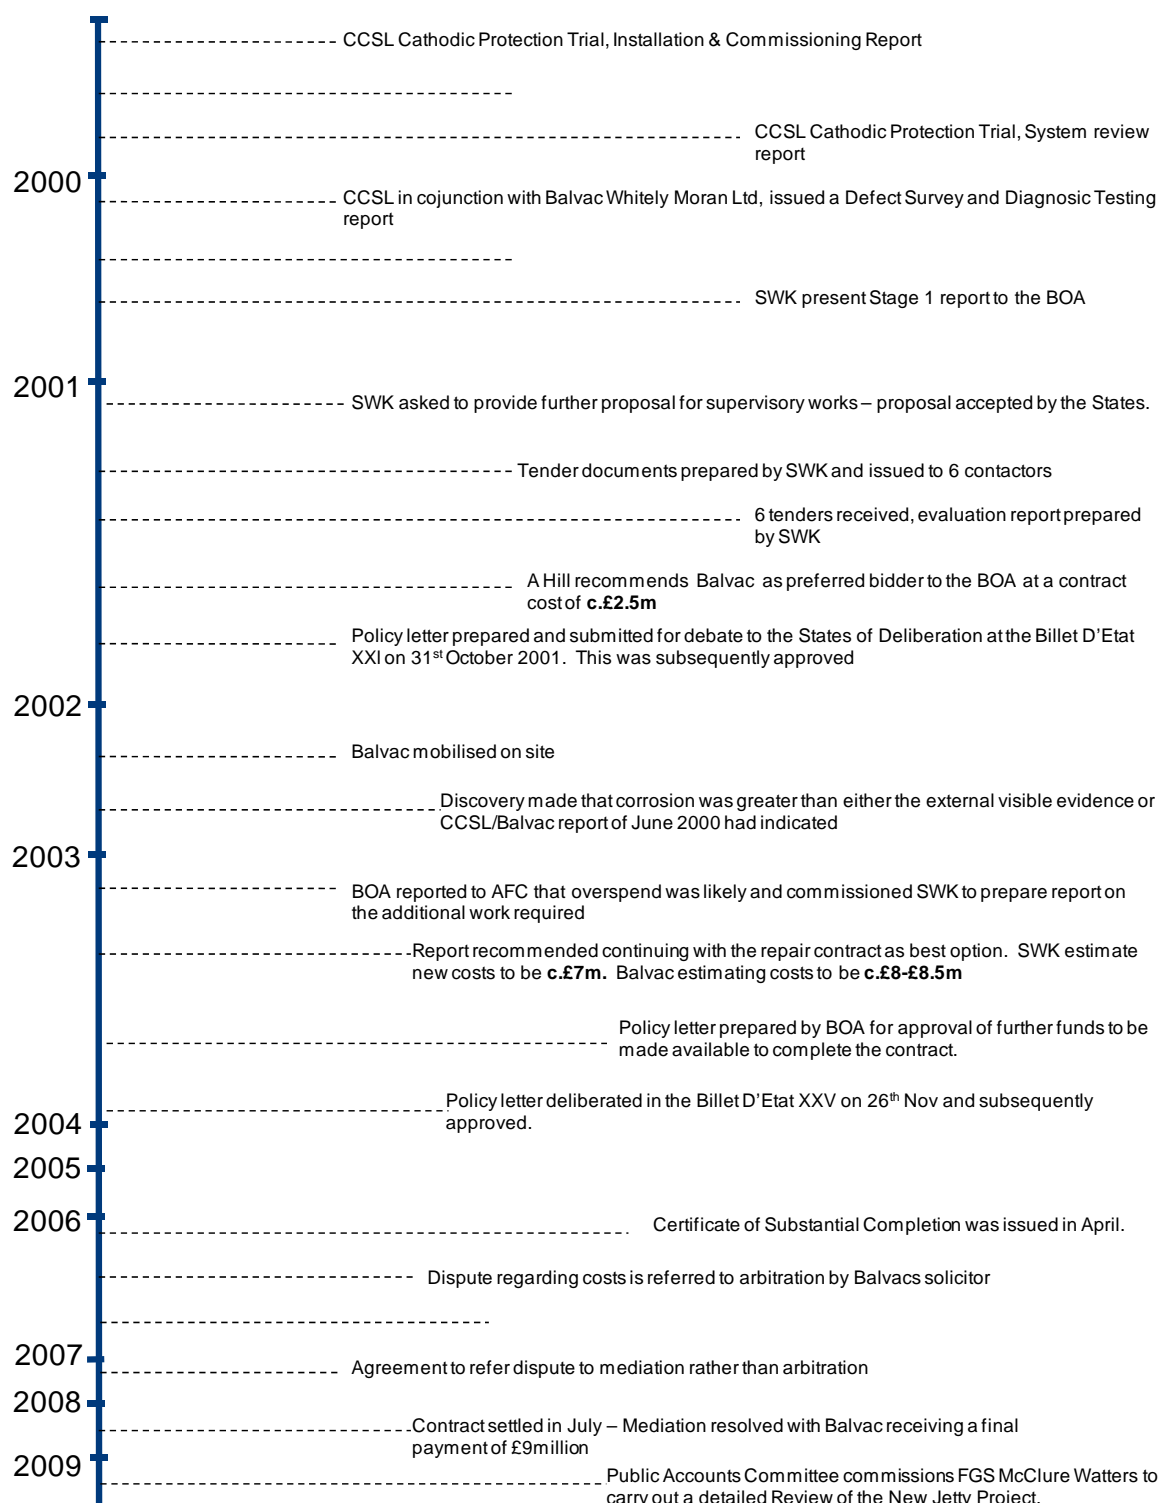 CCSL Cathodic Protection Trial, Installation & Commissioning Report
CCSL Cathodic Protection Trial, System review
report
2000
CCSL in cojunction with Balvac Whitely Moran Ltd, issued a Defect Survey and Diagnosic Testing
report
SWK present Stage 1 report to the BOA
2001
SWK asked to provide further proposal for supervisory works – proposal accepted by the States.
Tender documents prepared by SWK and issued to 6 contactors
6 tenders received, evaluation report prepared
by SWK
A Hill recommends Balvac as preferred bidder to the BOA at a contract
cost of c.£2.5m
Policy letter prepared and submitted for debate to the States of Deliberation at the Billet D'Etat
XXI on 31st October 2001. This was subsequently approved
2002
Balvac mobilised on site
Discovery made that corrosion was greater than either the external visible evidence or
CCSL/Balvac report of June 2000 had indicated
2003
BOA reported to AFC that overspend was likely and commissioned SWK to prepare report on
the additional work required
Report recommended continuing with the repair contract as best option. SWK estimate
new costs to be c.£7m. Balvac estimating costs to be c.£8-£8.5m
Policy letter prepared by BOA for approval of further funds to be
made available to complete the contract.
Policy letter deliberated in the Billet D'Etat XXV on 26th Nov and subsequently
approved.
2004
2005
2006
Certificate of Substantial Completion was issued in April.
Dispute regarding costs is referred to arbitration by Balvacs solicitor
2007
Agreement to refer dispute to mediation rather than arbitration
2008
Contract settled in July – Mediation resolved with Balvac receiving a final
payment of £9million
2009
Public Accounts Committee commissions FGS McClure Watters to
carry out a detailed Review of the New Jetty Project.